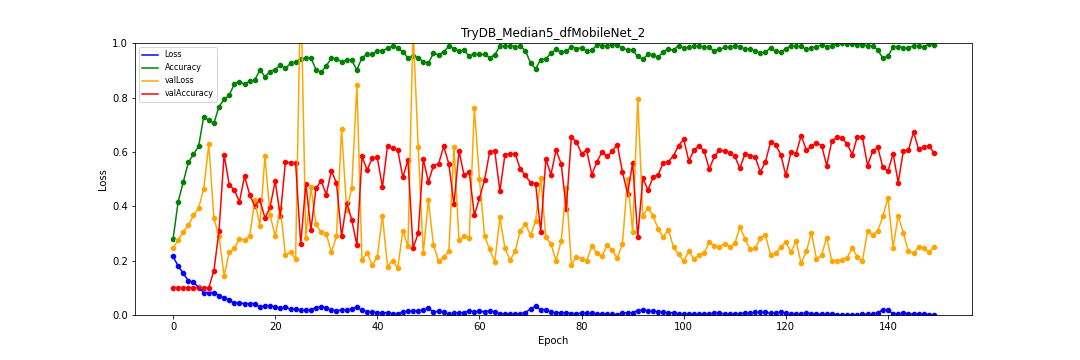 TryDB_Median5_dfMobileNet_2
Loss
Accuracy
valLoss
valAccuracy
1.0
0.8
0.6
0.4
0.2
0.0
Loss
0 20 40 60 80 100 120 140
Epoch